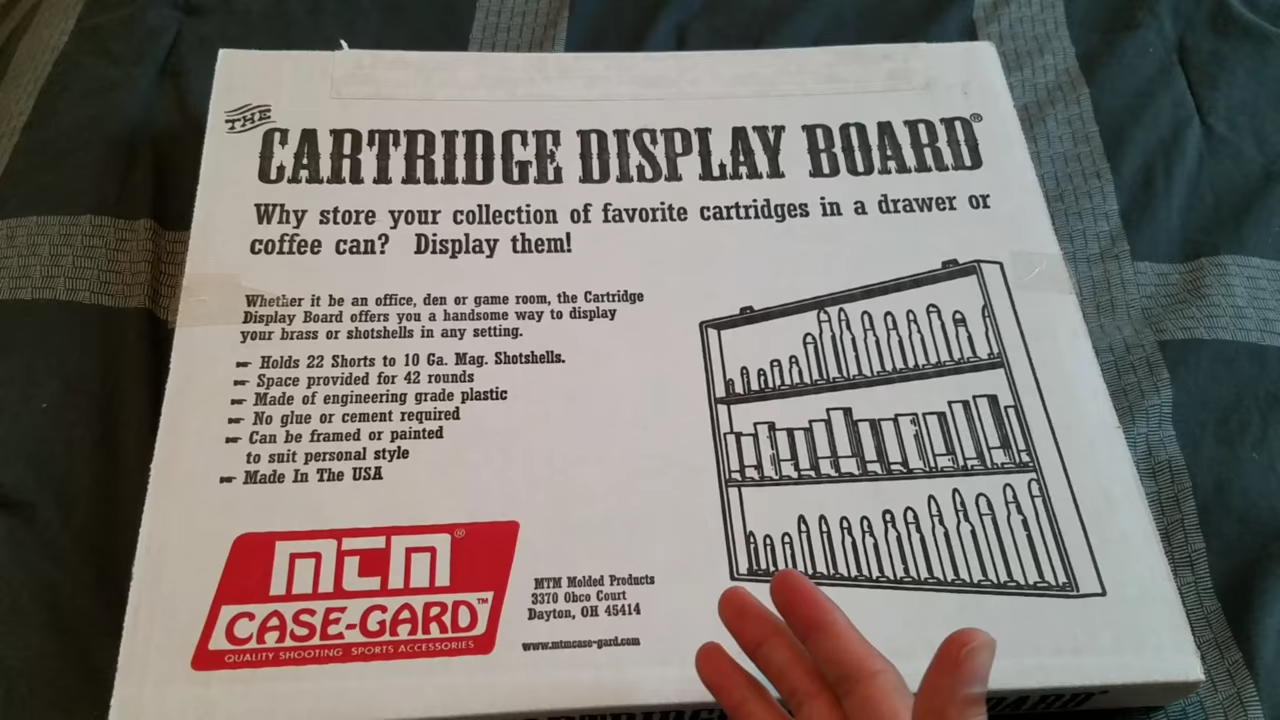 THE
CARTRIDGE DISPLAY BOARD®
Why store your collection of favorite cartridges in a drawer or
coffee can? Display them!
Whether it be an office, den or game room, the Cartridge
Display Board offers you a handsome way to display
your brass or shotshells in any setting.
Holds 22 Shorts to 10 Ga. Mag. Shotshells.
Space provided for 42 rounds
Made of engineering grade plastic
No glue or cement required
Can be framed or painted
to suit personal style
Made In The USA
MTM®
CASE-GARD™
QUALITY SHOOTING SPORTS ACCESSORIES
MTM Molded Products
3370 Obco Court
Dayton, OH 45414
www.mtmcase-gard.com